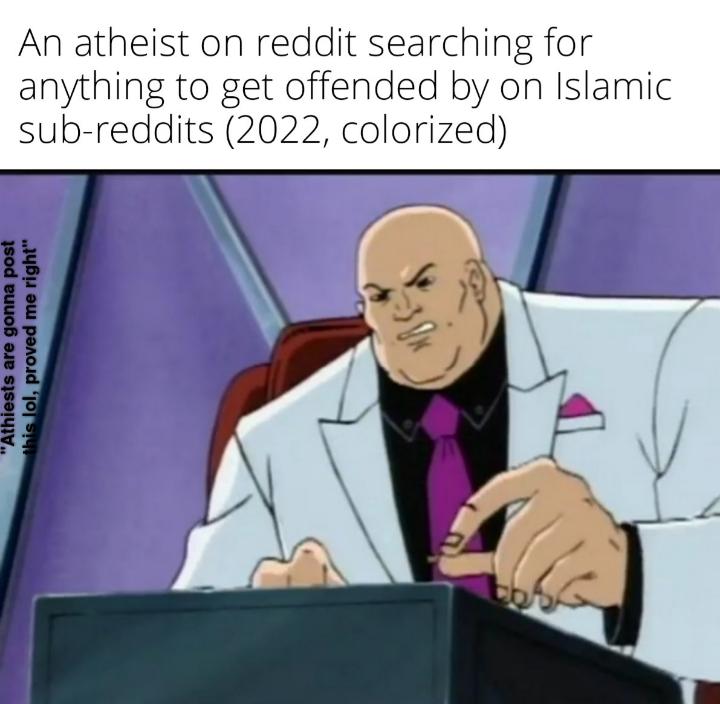 An atheist on reddit searching for
anything to get offended by on Islamic
sub-reddits (2022, colorized)
"Athiests are gonna post
this lol, proved me right"